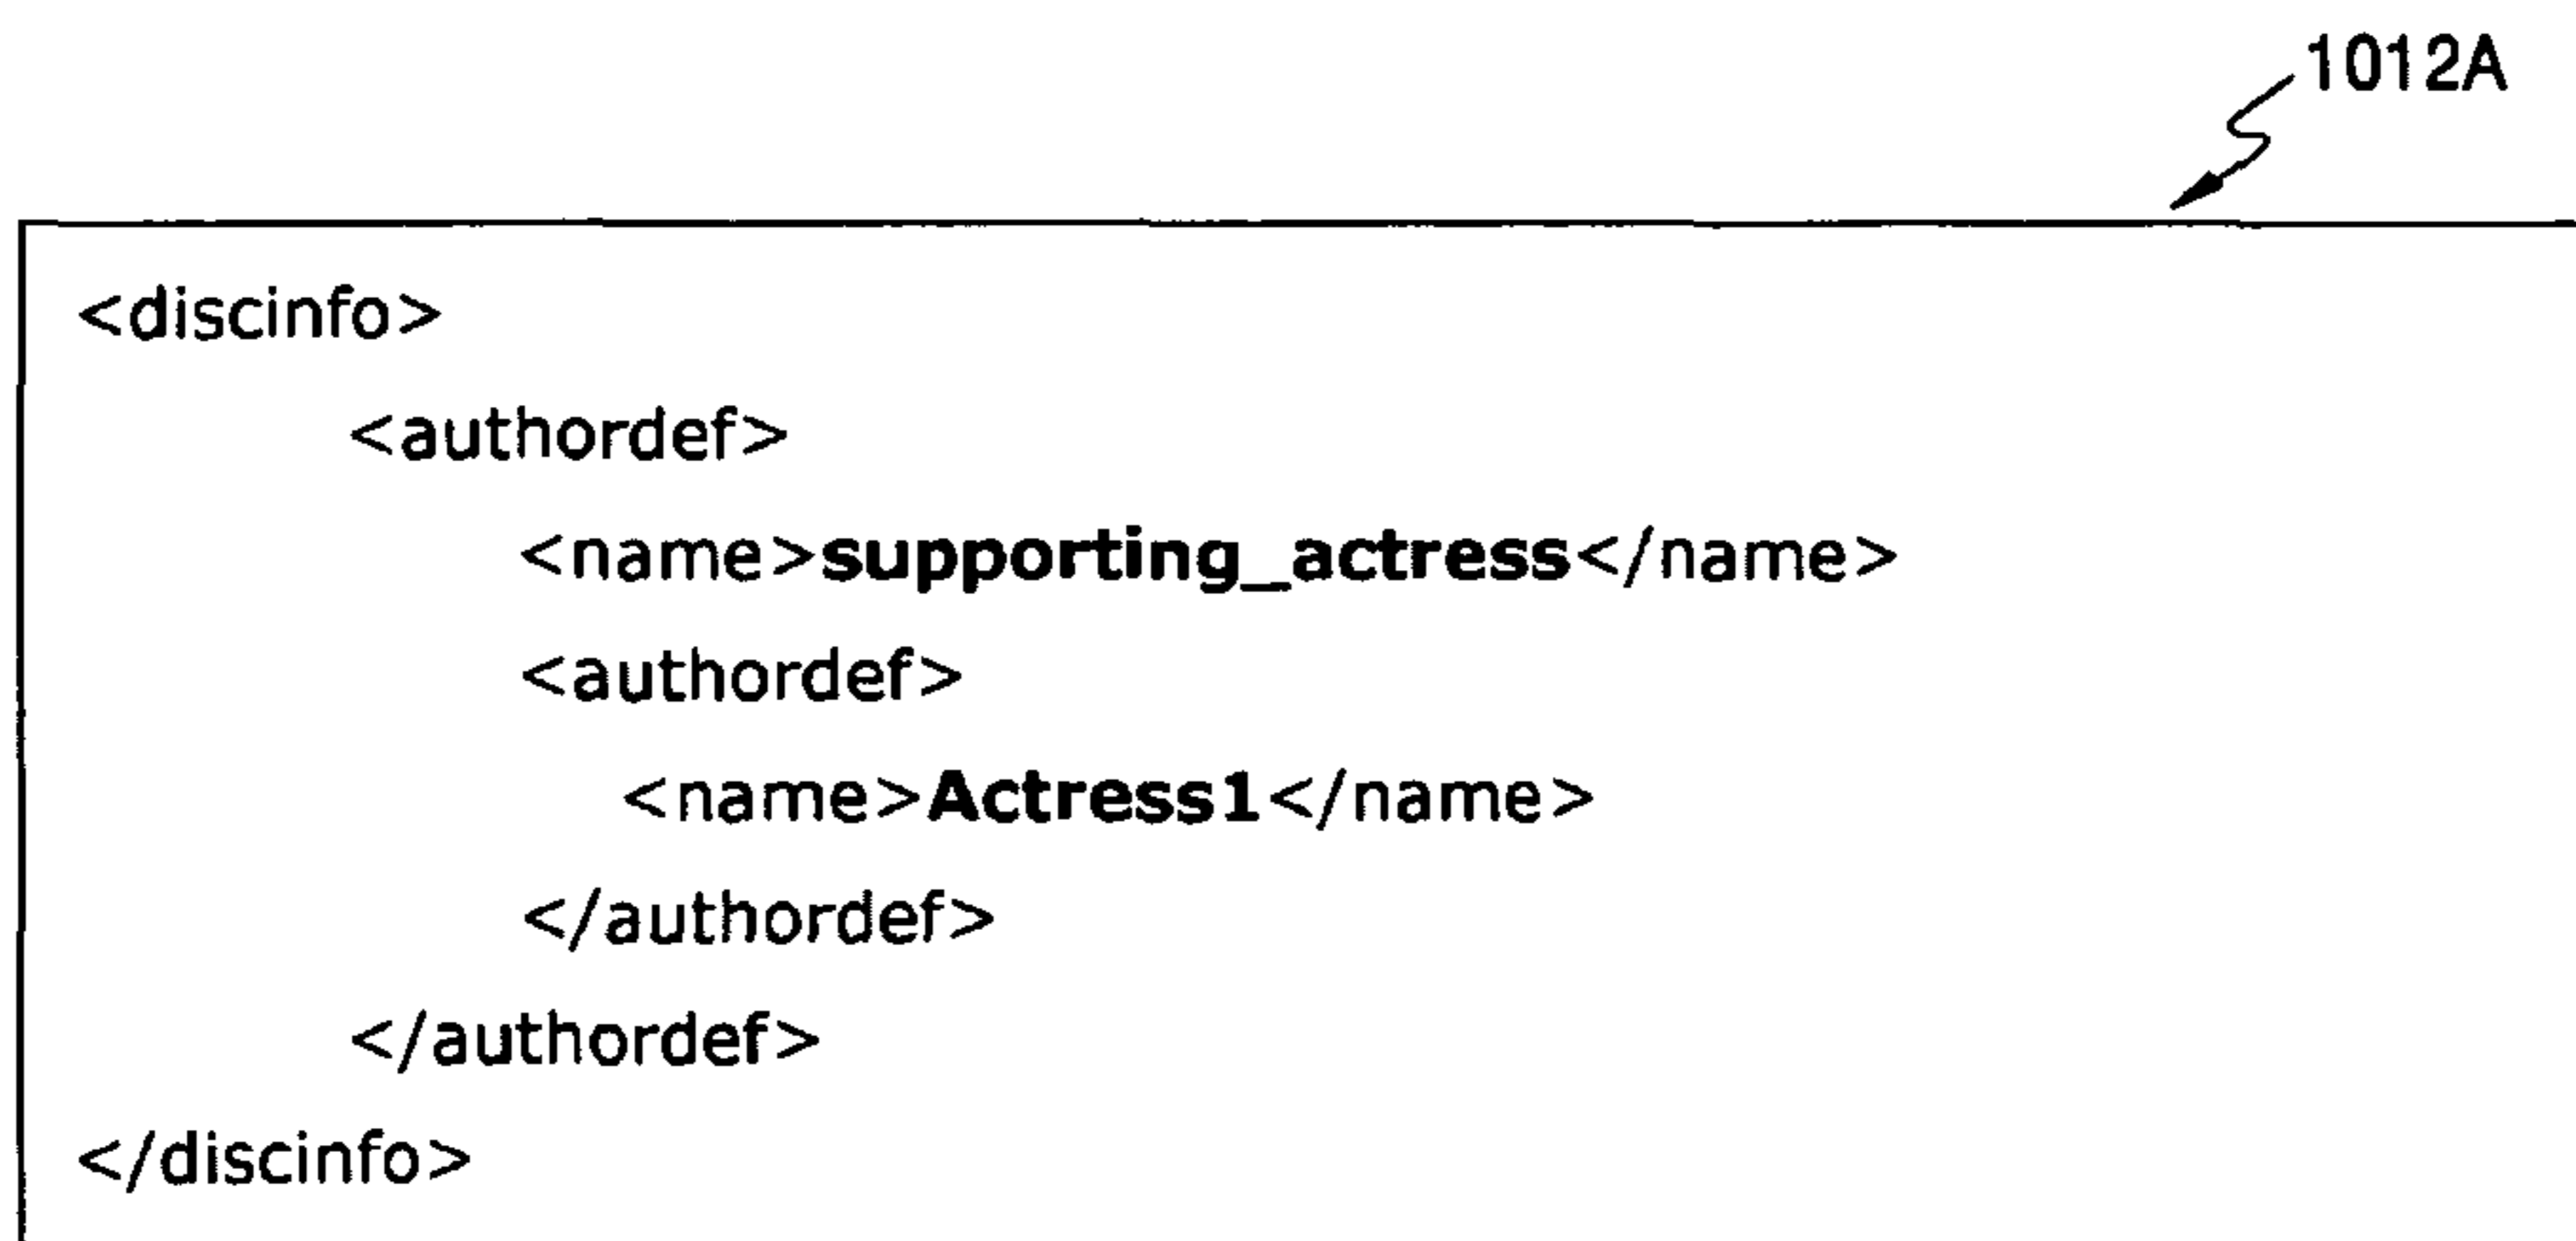 1012A
<discinfo>
<authordef>
<name>supporting_actress</name>
<authordef>
<name>Actress1</name>
</authordef>
</authordef>
</discinfo>